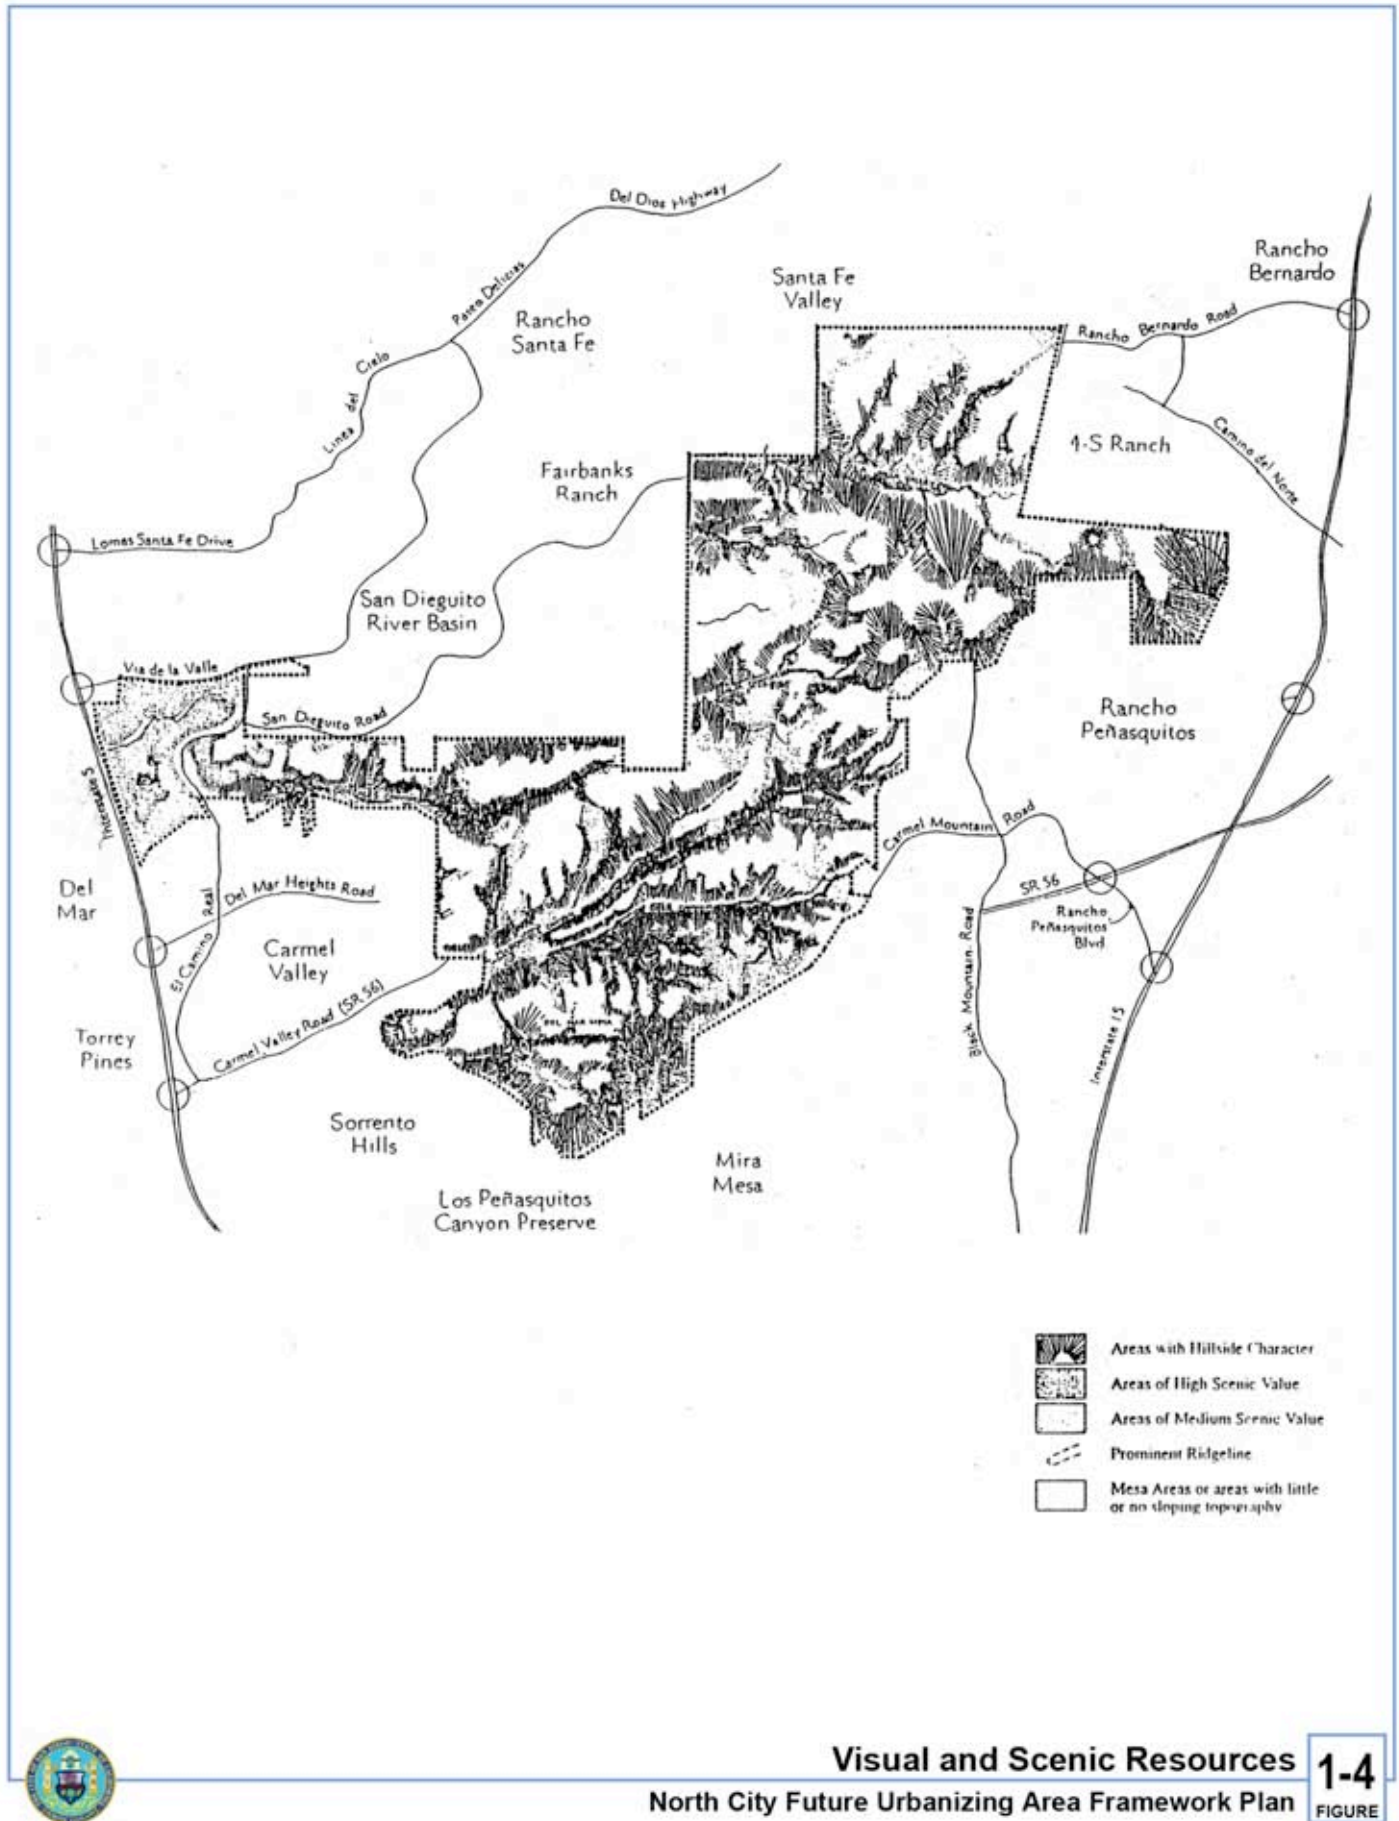 Del Dios Highway
Paseo Delicias
Rancho
Santa Fe
Linea del Cielo
Santa Fe
Valley
Rancho
Bernardo
Rancho Bernardo Road
4-S Ranch
Camino del Norte
Fairbanks
Ranch
Lomas Santa Fe Drive
San Dieguito
River Basin
Via de la Valle
San Dieguito Road
Interstate 5
Rancho
Peñasquitos
Del
Mar
Del Mar Heights Road
El Camino Real
Carmel
Valley
Carmel Valley Road (SR 56)
Torrey
Pines
Carmel Mountain Road
SR 56
Rancho
Peñasquitos
Blvd.
Black Mountain Road
Interstate 15
DEL MAR MESA
Sorrento
Hills
Los Peñasquitos
Canyon Preserve
Mira
Mesa
Areas with Hillside Character
Areas of High Scenic Value
Areas of Medium Scenic Value
Prominent Ridgeline
Mesa Areas or areas with little
or no sloping topography
Visual and Scenic Resources
North City Future Urbanizing Area Framework Plan
1-4
FIGURE